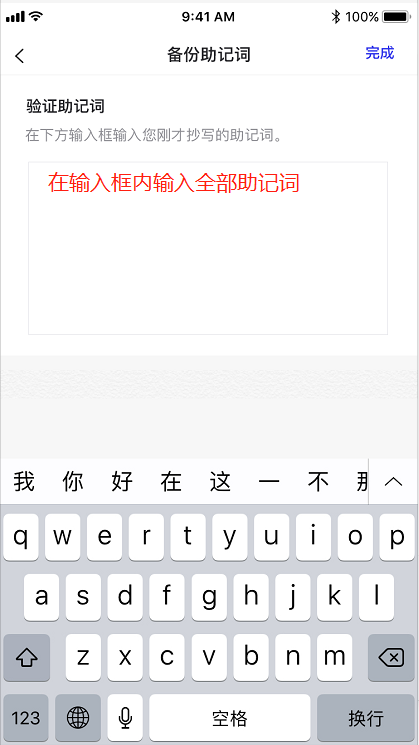 9:41 AM 100%
备份助记词 完成
验证助记词
在下方输入框输入您刚才抄写的助记词。
在输入框内输入全部助记词
我 你 好 在 这 一 不
q w e r t y u i o p
a s d f g h j k l
z x c v b n m
123 空格 换行